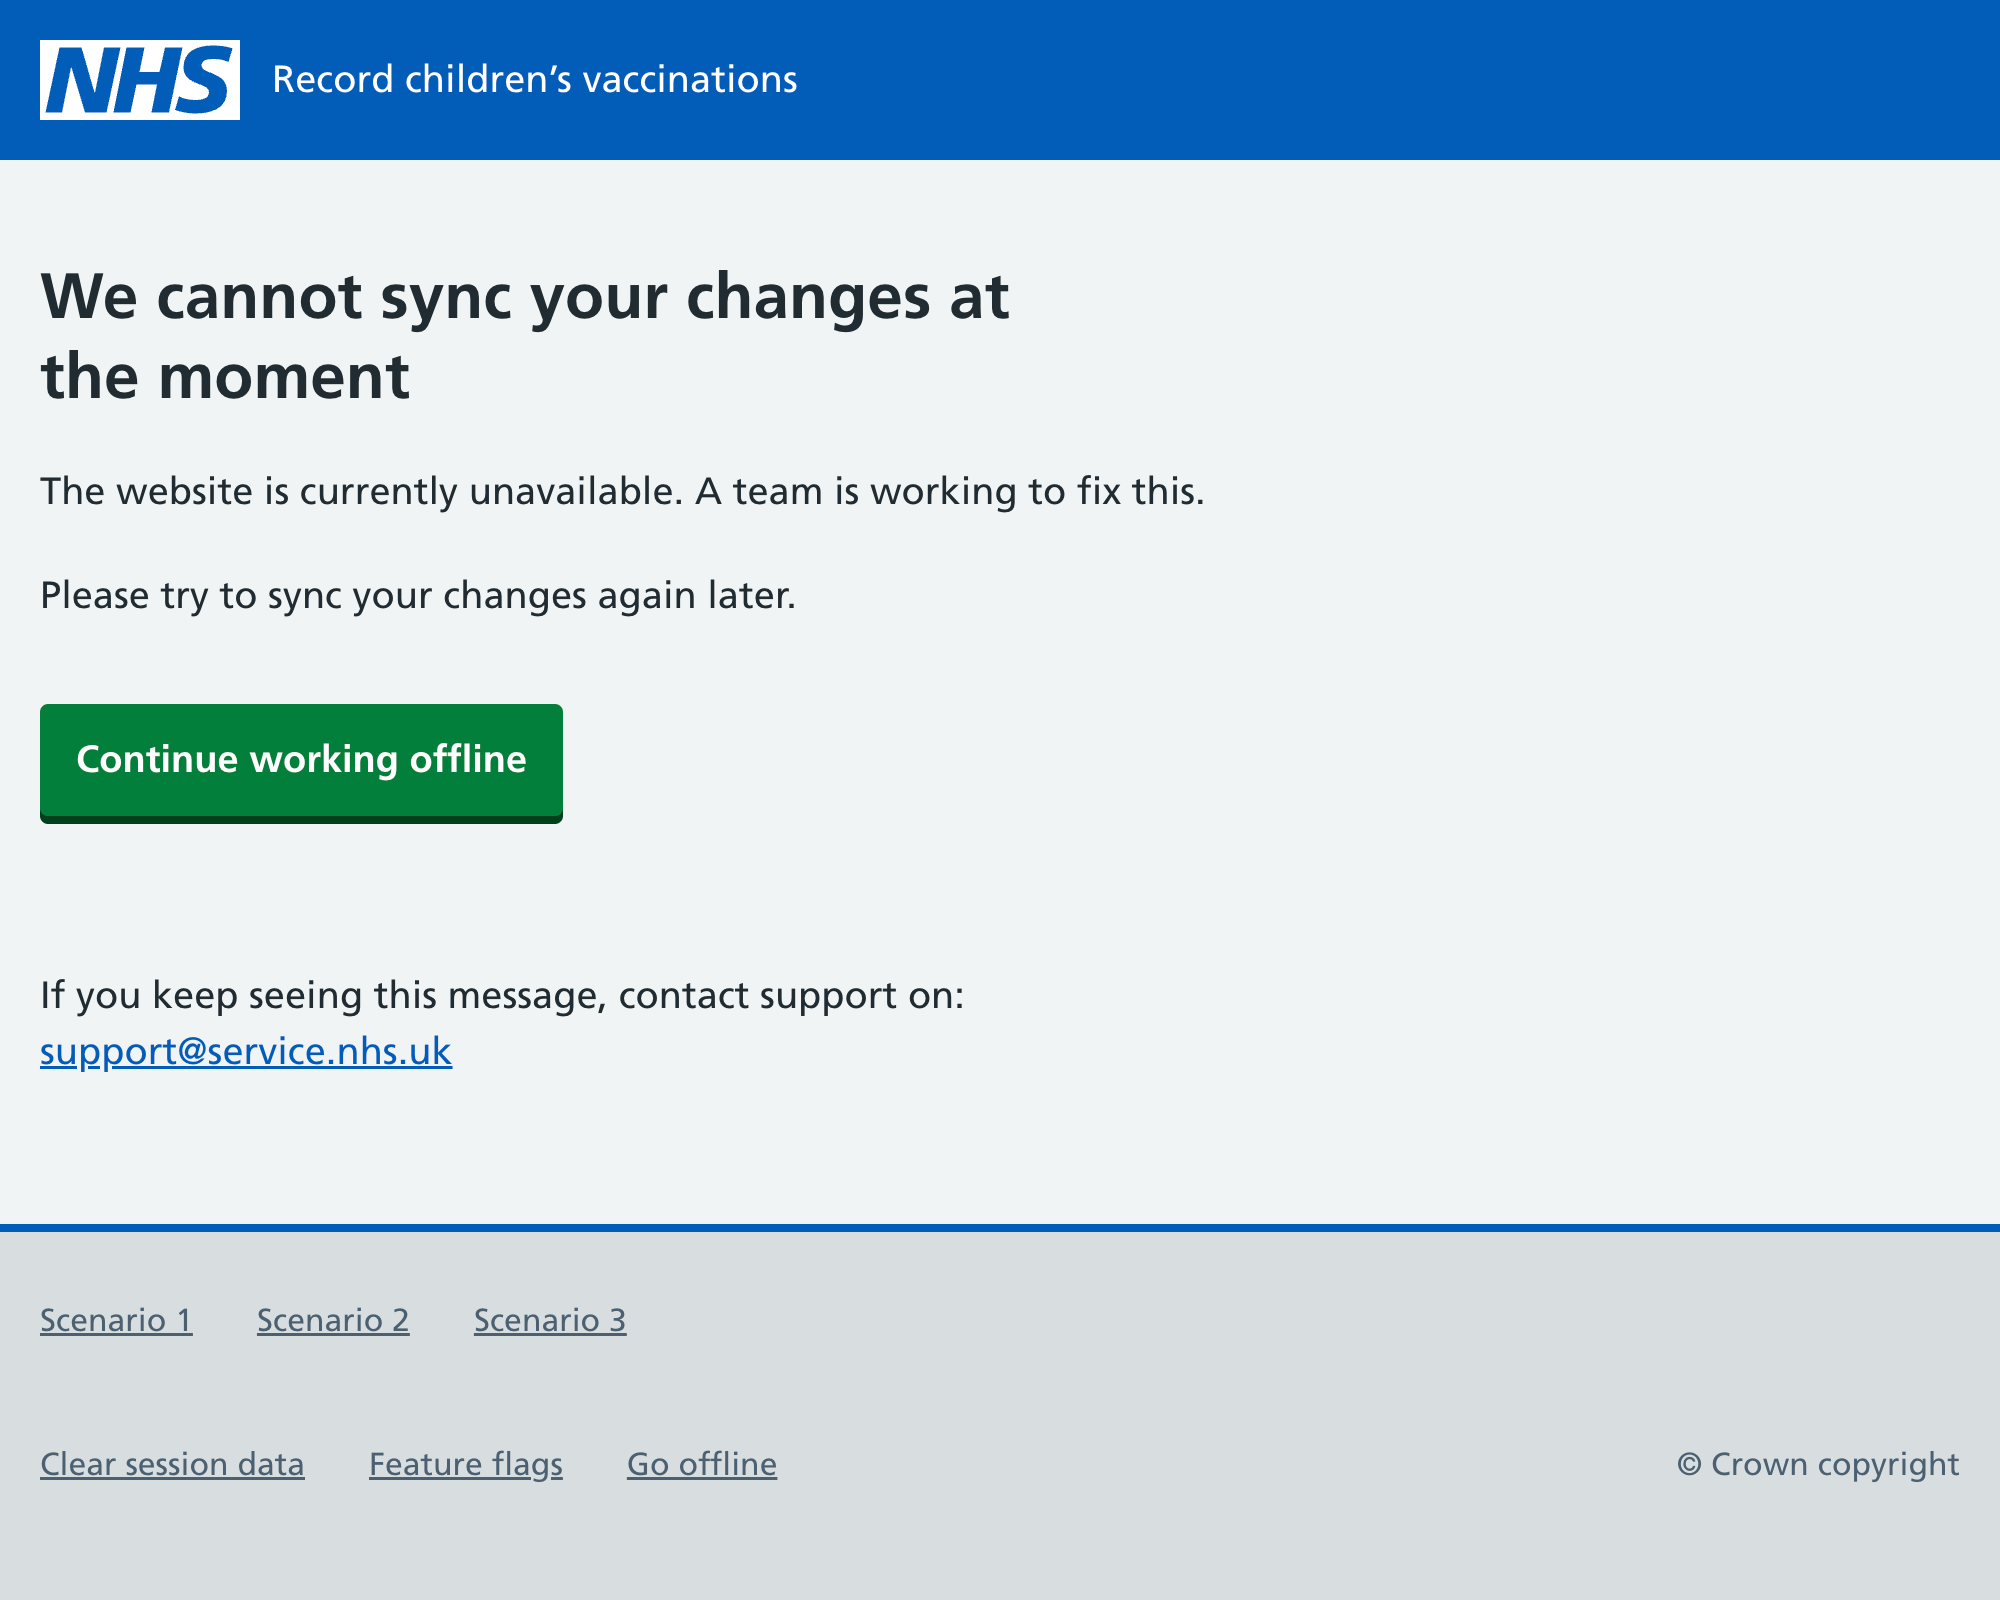 NHS
Record children’s vaccinations
We cannot sync your changes at
the moment
The website is currently unavailable. A team is working to fix this.
Please try to sync your changes again later.
Continue working offline
If you keep seeing this message, contact support on:
support@service.nhs.uk
Scenario 1 Scenario 2 Scenario 3
Clear session data Feature flags Go offline © Crown copyright